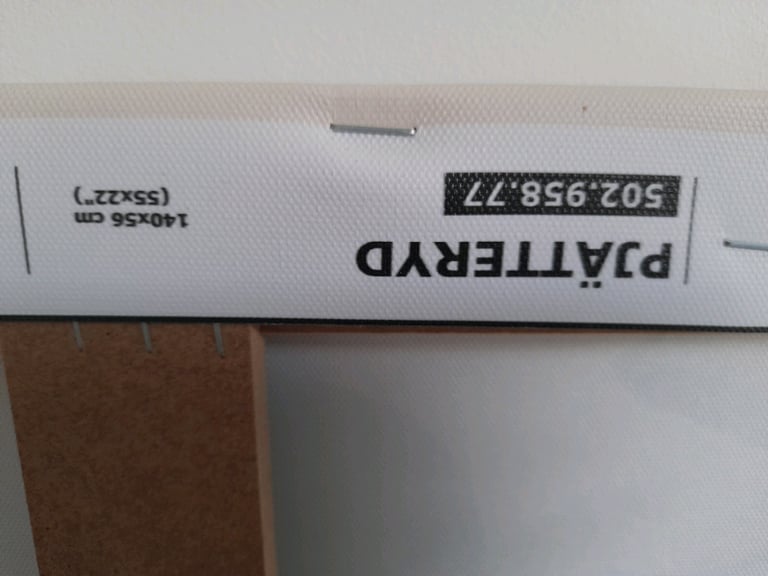 PJÄTTERYD
502.958.77
140x56 cm
(55x22")